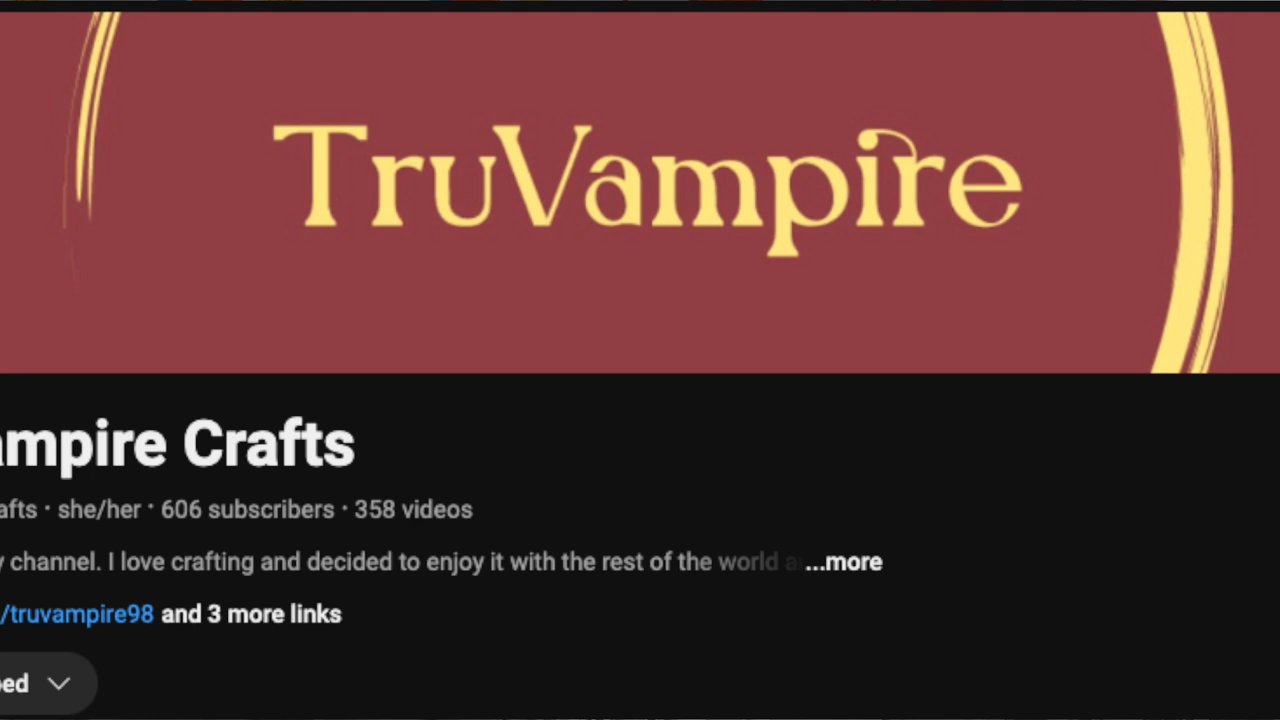 TruVampire
ampire Crafts
afts · she/her · 606 subscribers · 358 videos
channel. I love crafting and decided to enjoy it with the rest of the world a ...more
/truvampire98 and 3 more links
ed